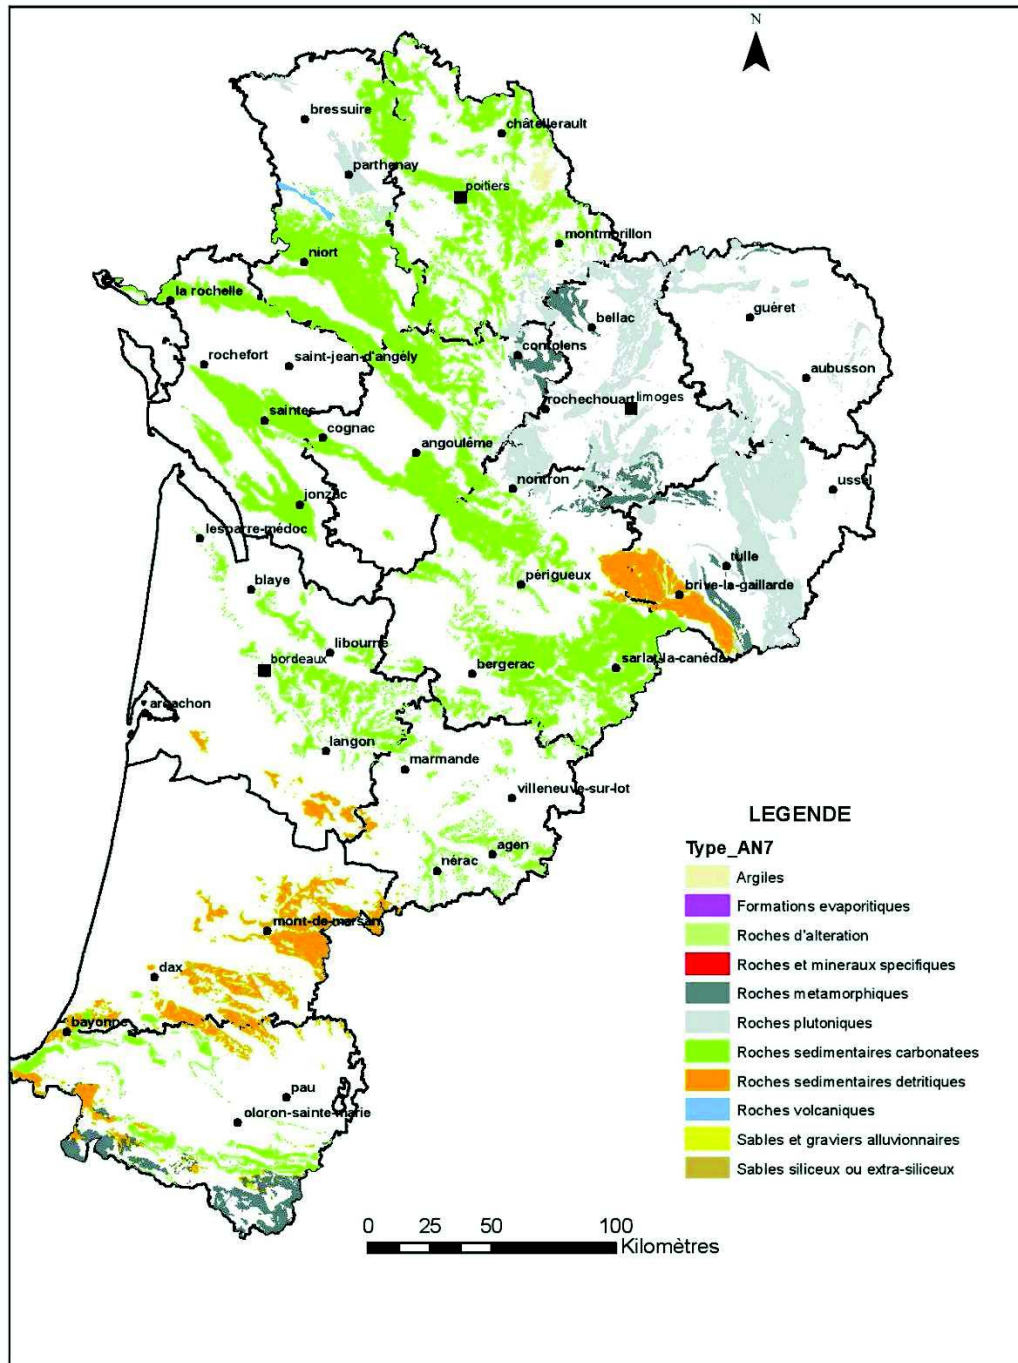 N
bressuire
châtellerault
parthenay
poitiers
montmorillon
niort
la rochelle
guéret
bellac
confolens
rochefort
saint-jean-d'angély
aubusson
rochechouart
limoges
saintes
cognac
angoulême
nontron
ussel
jonzac
lesparre-médoc
tulle
périgueux
blaye
brive-la-gaillarde
libourne
bordeaux
bergerac
sarlat-la-canéda
arcachon
langon
marmande
villeneuve-sur-lot
LEGENDE
Type_AN7
agen
nérac
Argiles
Formations evaporitiques
mont-de-marsan
Roches d'alteration
Roches et mineraux specifiques
dax
Roches metamorphiques
bayonne
Roches plutoniques
Roches sedimentaires carbonatees
Roches sedimentaires detritiques
pau
oloron-sainte-marie
Roches volcaniques
Sables et graviers alluvionnaires
Sables siliceux ou extra-siliceux
0 25 50 100
Kilomètres